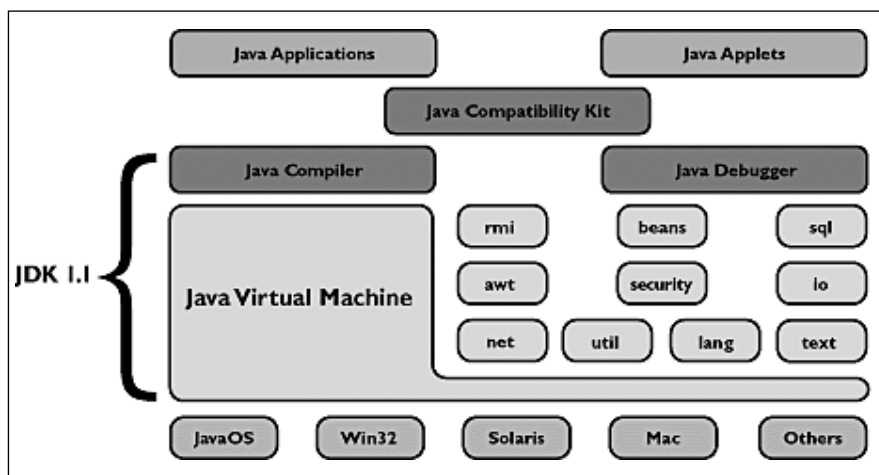 Java Applications
Java Applets
Java Compatibility Kit
Java Compiler
Java Debugger
JDK 1.1
Java Virtual Machine
rmi
beans
sql
awt
security
io
net
util
lang
text
JavaOS
Win32
Solaris
Mac
Others